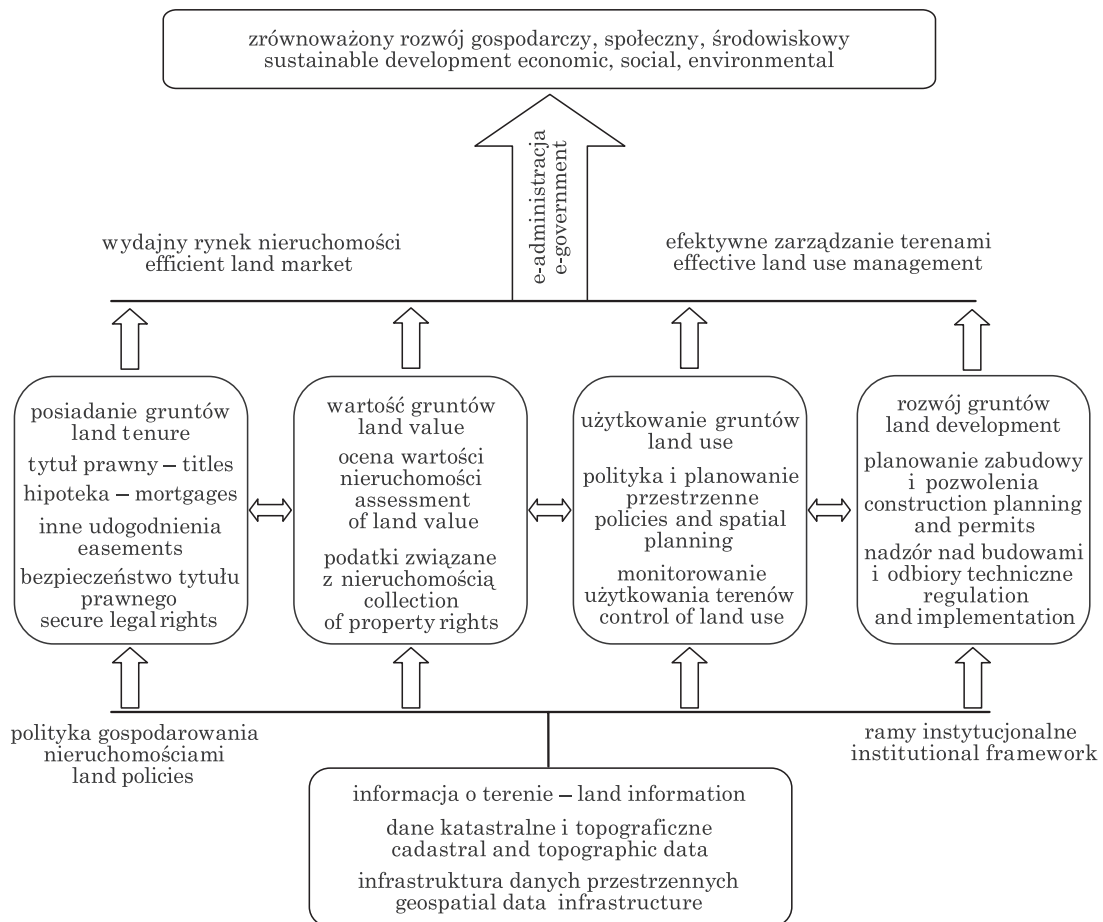 zrównoważony rozwój gospodarczy, społeczny, środowiskowy
sustainable development economic, social, environmental
e-administracja
e-government
wydajny rynek nieruchomości
efficient land market
efektywne zarządzanie terenami
effective land use management
posiadanie gruntów
land tenure
tytuł prawny – titles
hipoteka – mortgages
inne udogodnienia
easements
bezpieczeństwo tytułu
prawnego
secure legal rights
wartość gruntów
land value
ocena wartości
nieruchomości
assessment
of land value
podatki związane
z nieruchomością
collection
of property rights
użytkowanie gruntów
land use
polityka i planowanie
przestrzenne
policies and spatial
planning
monitorowanie
użytkowania terenów
control of land use
rozwój gruntów
land development
planowanie zabudowy
i pozwolenia
construction planning
and permits
nadzór nad budowami
i odbiory techniczne
regulation
and implementation
polityka gospodarowania
nieruchomościami
land policies
ramy instytucjonalne
institutional framework
informacja o terenie – land information
dane katastralne i topograficzne
cadastral and topographic data
infrastruktura danych przestrzennych
geospatial data infrastructure